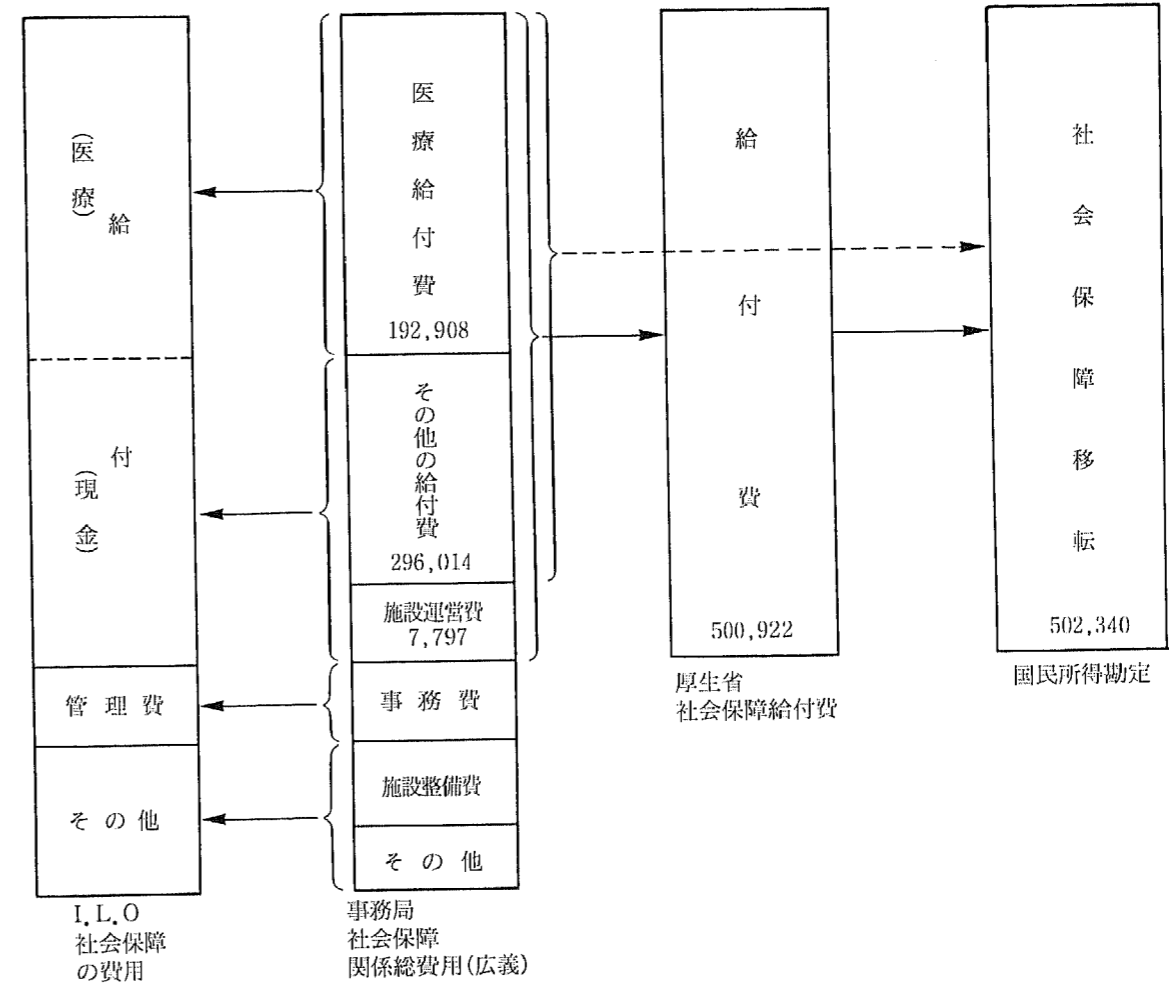 (医療)
給
付
(現金)
管理費
その他
I.L.O
社会保障
の費用
医療給付費
192,908
その他の給付費
296,014
施設運営費
7,797
事務費
施設整備費
その他
事務局
社会保障
関係総費用(広義)
給付費
500,922
厚生省
社会保障給付費
社会保障移転
502,340
国民所得勘定